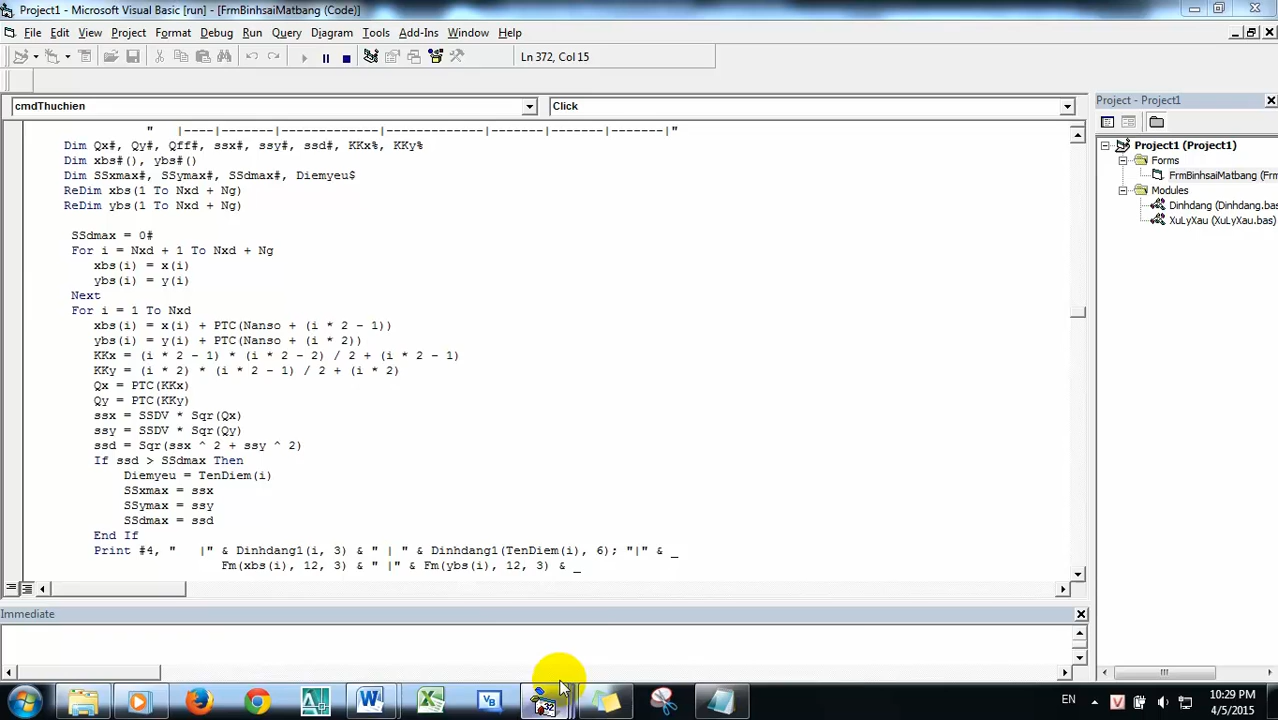 Project1 - Microsoft Visual Basic [run] - [FrmBinhsaiMatbang (Code)]
File Edit View Project Format Debug Run Query Diagram Tools Add-Ins Window Help
Ln 372, Col 15
cmdThuchien Click
Project - Project1
"   |----|-------|-------------|-------------|-------|-------|-------|"
Dim Qx#, Qy#, Qff#, ssx#, ssy#, ssd#, KKx%, KKy%
Dim xbs#(), ybs#()
Dim SSxmax#, SSymax#, SSdmax#, Diemyeu$
ReDim xbs(1 To Nxd + Ng)
ReDim ybs(1 To Nxd + Ng)
SSdmax = 0#
For i = Nxd + 1 To Nxd + Ng
xbs(i) = x(i)
ybs(i) = y(i)
Next
For i = 1 To Nxd
xbs(i) = x(i) + PTC(Nanso + (i * 2 - 1))
ybs(i) = y(i) + PTC(Nanso + (i * 2))
KKx = (i * 2 - 1) * (i * 2 - 2) / 2 + (i * 2 - 1)
KKy = (i * 2) * (i * 2 - 1) / 2 + (i * 2)
Qx = PTC(KKx)
Qy = PTC(KKy)
ssx = SSDV * Sqr(Qx)
ssy = SSDV * Sqr(Qy)
ssd = Sqr(ssx ^ 2 + ssy ^ 2)
If ssd > SSdmax Then
Diemyeu = TenDiem(i)
SSxmax = ssx
SSymax = ssy
SSdmax = ssd
End If
Print #4, "   |" & Dinhdang1(i, 3) & " | " & Dinhdang1(TenDiem(i), 6); "|" & _
Fm(xbs(i), 12, 3) & " |" & Fm(ybs(i), 12, 3) & _
Project1 (Project1)
Forms
FrmBinhsaiMatbang (Frm
Modules
Dinhdang (Dinhdang.bas
XuLyXau (XuLyXau.bas)
Immediate
EN
10:29 PM
4/5/2015